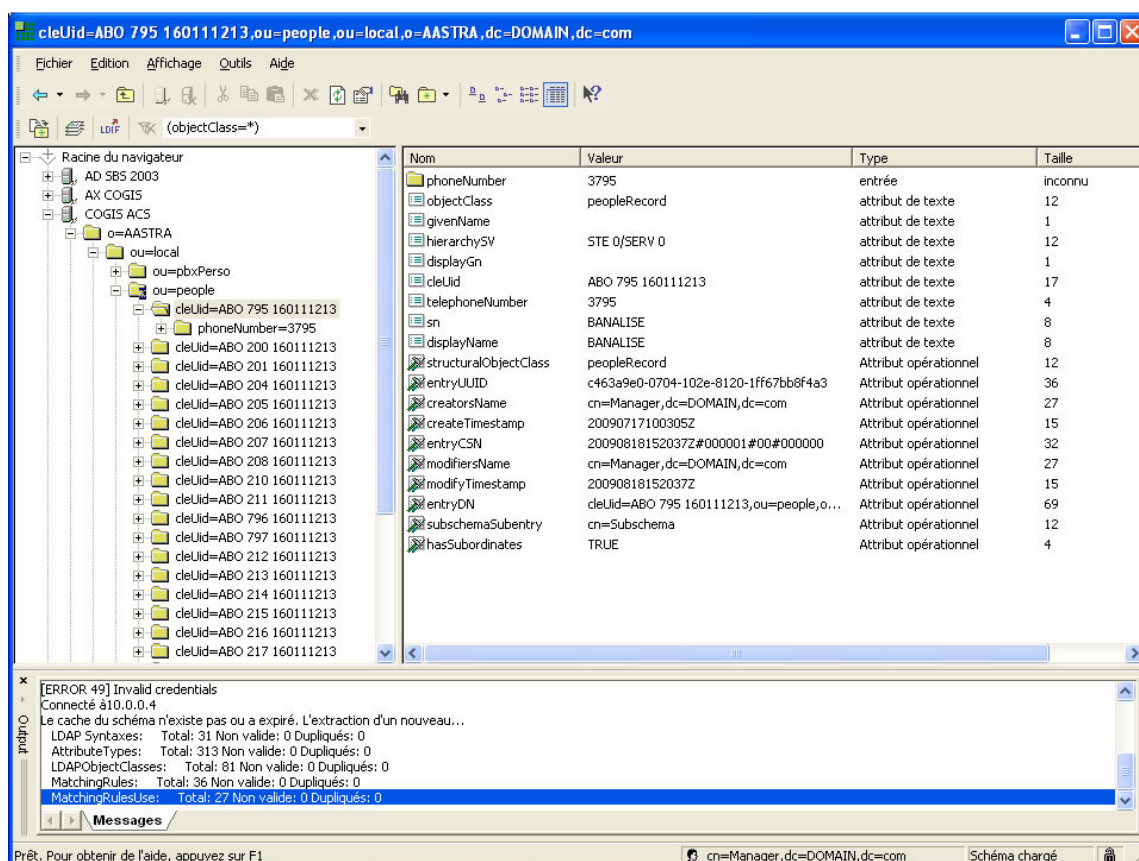 cleUid=ABO 795 160111213,ou=people,ou=local,o=AASTRA,dc=DOMAIN,dc=com
Fichier Edition Affichage Outils Aide
LDIF (objectClass=*)
Racine du navigateur
AD SBS 2003
AX COGIS
COGIS ACS
o=AASTRA
ou=local
ou=pbxPerso
ou=people
cleUid=ABO 795 160111213
phoneNumber=3795
cleUid=ABO 200 160111213
cleUid=ABO 201 160111213
cleUid=ABO 204 160111213
cleUid=ABO 205 160111213
cleUid=ABO 206 160111213
cleUid=ABO 207 160111213
cleUid=ABO 208 160111213
cleUid=ABO 210 160111213
cleUid=ABO 211 160111213
cleUid=ABO 796 160111213
cleUid=ABO 797 160111213
cleUid=ABO 212 160111213
cleUid=ABO 213 160111213
cleUid=ABO 214 160111213
cleUid=ABO 215 160111213
cleUid=ABO 216 160111213
cleUid=ABO 217 160111213
Nom Valeur Type Taille
phoneNumber 3795 entrée inconnu
objectClass peopleRecord attribut de texte 12
givenName attribut de texte 1
hierarchySV STE 0/SERV 0 attribut de texte 12
displayGn attribut de texte 1
cleUid ABO 795 160111213 attribut de texte 17
telephoneNumber 3795 attribut de texte 4
sn BANALISE attribut de texte 8
displayName BANALISE attribut de texte 8
structuralObjectClass peopleRecord Attribut opérationnel 12
entryUUID c463a9e0-0704-102e-8120-1ff67bb8f4a3 Attribut opérationnel 36
creatorsName cn=Manager,dc=DOMAIN,dc=com Attribut opérationnel 27
createTimestamp 20090717100305Z Attribut opérationnel 15
entryCSN 20090818152037Z#000001#00#000000 Attribut opérationnel 32
modifiersName cn=Manager,dc=DOMAIN,dc=com Attribut opérationnel 27
modifyTimestamp 20090818152037Z Attribut opérationnel 15
entryDN cleUid=ABO 795 160111213,ou=people,o... Attribut opérationnel 69
subschemaSubentry cn=Subschema Attribut opérationnel 12
hasSubordinates TRUE Attribut opérationnel 4
Output
[ERROR 49] Invalid credentials
Connecté à10.0.0.4
Le cache du schéma n'existe pas ou a expiré. L'extraction d'un nouveau...
LDAP Syntaxes: Total: 31 Non valide: 0 Dupliqués: 0
AttributeTypes: Total: 313 Non valide: 0 Dupliqués: 0
LDAPObjectClasses: Total: 81 Non valide: 0 Dupliqués: 0
MatchingRules: Total: 36 Non valide: 0 Dupliqués: 0
MatchingRulesUse: Total: 27 Non valide: 0 Dupliqués: 0
Messages
Prêt. Pour obtenir de l'aide, appuyez sur F1 cn=Manager,dc=DOMAIN,dc=com Schéma chargé